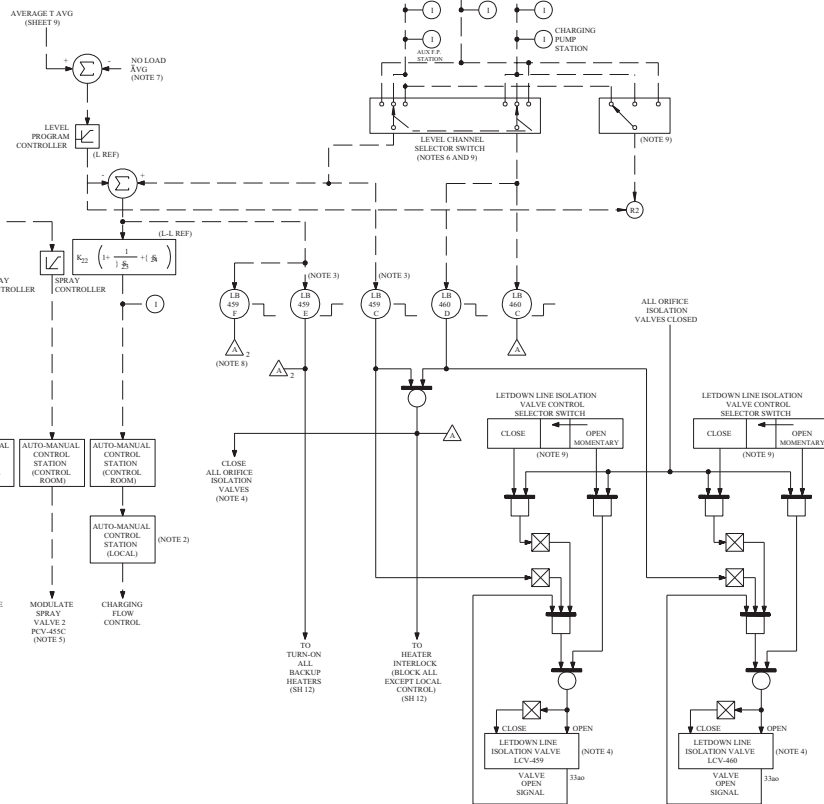 AVERAGE T AVG
(SHEET 9)
+
-
Σ
NO LOAD
AVG
(NOTE 7)
I
I
I
I
I
AUX F.P.
STATION
CHARGING
PUMP
STATION
LEVEL
PROGRAM
CONTROLLER
(L REF)
LEVEL CHANNEL
SELECTOR SWITCH
(NOTES 6 AND 9)
(NOTE 9)
-
+
Σ
R2
(L-L REF)
K22 (1+ 1
SPRAY
CONTROLLER
I
(NOTE 3)
(NOTE 3)
LB
459
F
LB
459
E
LB
459
C
LB
460
D
LB
460
C
ALL ORIFICE
ISOLATION
VALVES CLOSED
A 2
(NOTE 8)
A 2
A
LETDOWN LINE ISOLATION
VALVE CONTROL
SELECTOR SWITCH
CLOSE
OPEN
MOMENTARY
(NOTE 9)
LETDOWN LINE ISOLATION
VALVE CONTROL
SELECTOR SWITCH
CLOSE
OPEN
MOMENTARY
(NOTE 9)
A
CLOSE
ALL ORIFICE
ISOLATION
VALVES
(NOTE 4)
AUTO-MANUAL
CONTROL
STATION
(CONTROL
ROOM)
AUTO-MANUAL
CONTROL
STATION
(CONTROL
ROOM)
AUTO-MANUAL
CONTROL
STATION
(LOCAL)
(NOTE 2)
MODULATE
SPRAY
VALVE 2
PCV-455C
(NOTE 5)
CHARGING
FLOW
CONTROL
TO
TURN-ON
ALL
BACKUP
HEATERS
(SH 12)
TO
HEATER
INTERLOCK
(BLOCK ALL
EXCEPT LOCAL
CONTROL)
(SH 12)
CLOSE
OPEN
LETDOWN LINE
ISOLATION VALVE
LCV-459
(NOTE 4)
VALVE
OPEN
SIGNAL
33ao
CLOSE
OPEN
LETDOWN LINE
ISOLATION VALVE
LCV-460
(NOTE 4)
VALVE
OPEN
SIGNAL
33ao